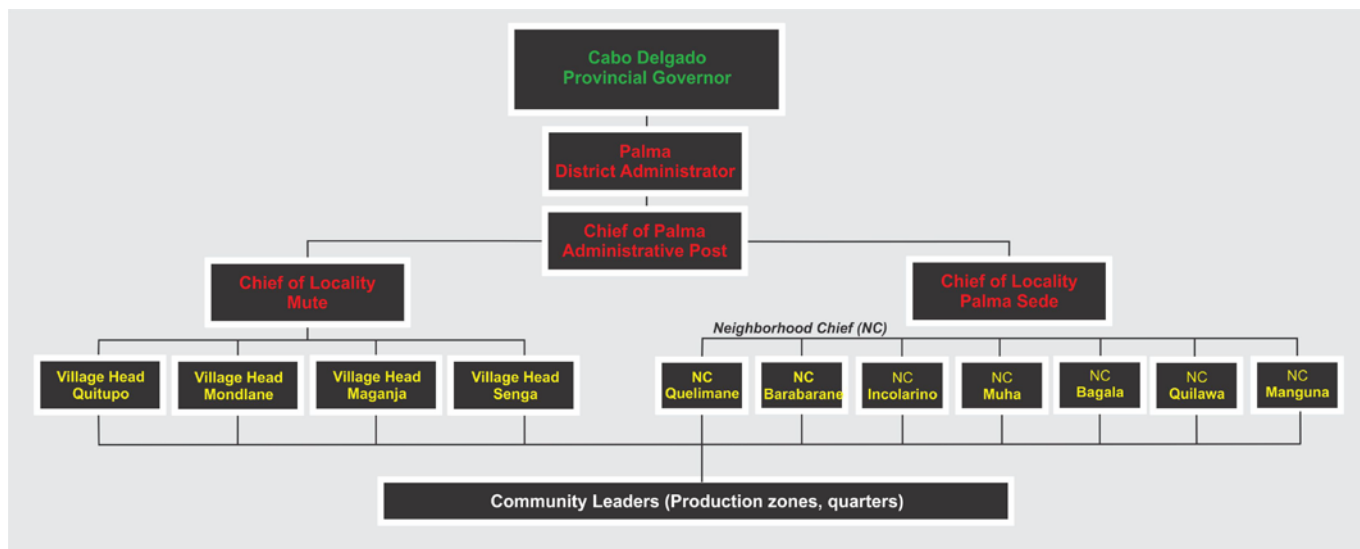 Cabo Delgado
Provincial Governor
Palma
District Administrator
Chief of Palma
Administrative Post
Chief of Locality
Mute
Chief of Locality
Palma Sede
Neighborhood Chief (NC)
Village Head
Quitupo
Village Head
Mondlane
Village Head
Maganja
Village Head
Senga
NC
Quelimane
NC
Barabarane
NC
Incolarino
NC
Muha
NC
Bagala
NC
Quilawa
NC
Manguna
Community Leaders (Production zones, quarters)